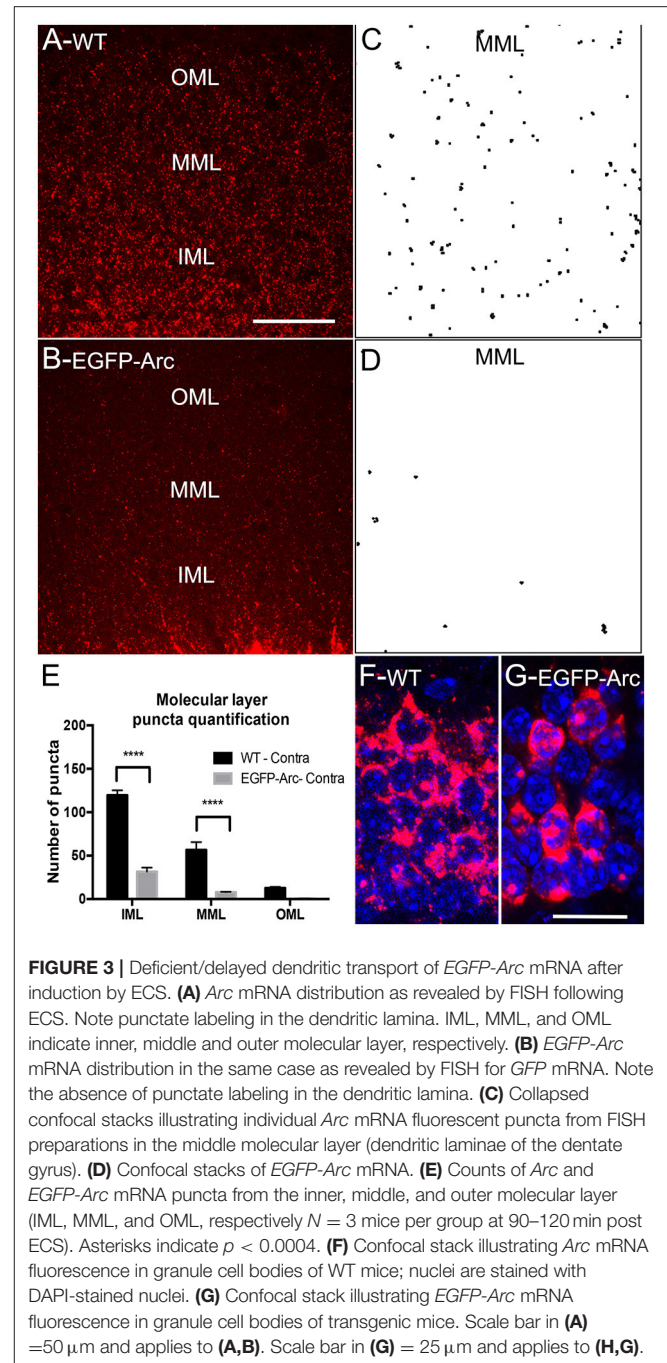 A-WT
OML
MML
IML
C
MML
B-EGFP-Arc
OML
MML
IML
D
MML
E
Molecular layer
puncta quantification
Number of puncta
200
150
100
50
0
****
****
WT - Contra
EGFP-Arc- Contra
IML
MML
OML
F-WT
G-EGFP-Arc
FIGURE 3 | Deficient/delayed dendritic transport of EGFP-Arc mRNA after
induction by ECS. (A) Arc mRNA distribution as revealed by FISH following
ECS. Note punctate labeling in the dendritic lamina. IML, MML, and OML
indicate inner, middle and outer molecular layer, respectively. (B) EGFP-Arc
mRNA distribution in the same case as revealed by FISH for GFP mRNA. Note
the absence of punctate labeling in the dendritic lamina. (C) Collapsed
confocal stacks illustrating individual Arc mRNA fluorescent puncta from FISH
preparations in the middle molecular layer (dendritic laminae of the dentate
gyrus). (D) Confocal stacks of EGFP-Arc mRNA. (E) Counts of Arc and
EGFP-Arc mRNA puncta from the inner, middle, and outer molecular layer
(IML, MML, and OML, respectively N = 3 mice per group at 90–120 min post
ECS). Asterisks indicate p < 0.0004. (F) Confocal stack illustrating Arc mRNA
fluorescence in granule cell bodies of WT mice; nuclei are stained with
DAPI-stained nuclei. (G) Confocal stack illustrating EGFP-Arc mRNA
fluorescence in granule cell bodies of transgenic mice. Scale bar in (A)
=50 μm and applies to (A,B). Scale bar in (G) = 25 μm and applies to (H,G).